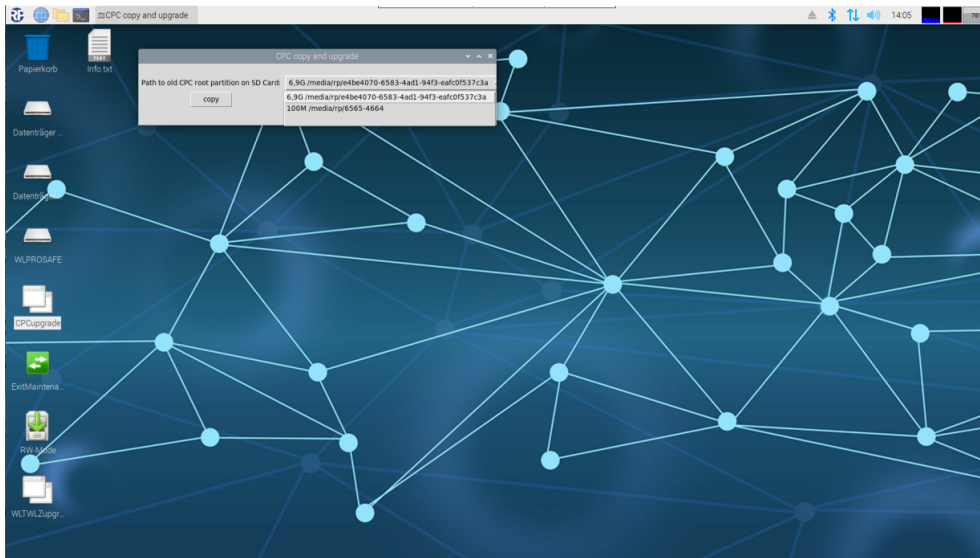 CPC copy and upgrade
14:05
Papierkorb
Info.txt
CPC copy and upgrade
Path to old CPC root partition on SD Card:
6,9G /media/rp/e4be4070-6583-4ad1-94f3-eafc0f537c3a
copy
6,9G /media/rp/e4be4070-6583-4ad1-94f3-eafc0f537c3a
100M /media/rp/6565-4664
Datenträger ...
Datenträger...
WLPROSAFE
CPCupgrade
ExitMaintena...
RW-Mode
WLTWLZupgr...
TEXT